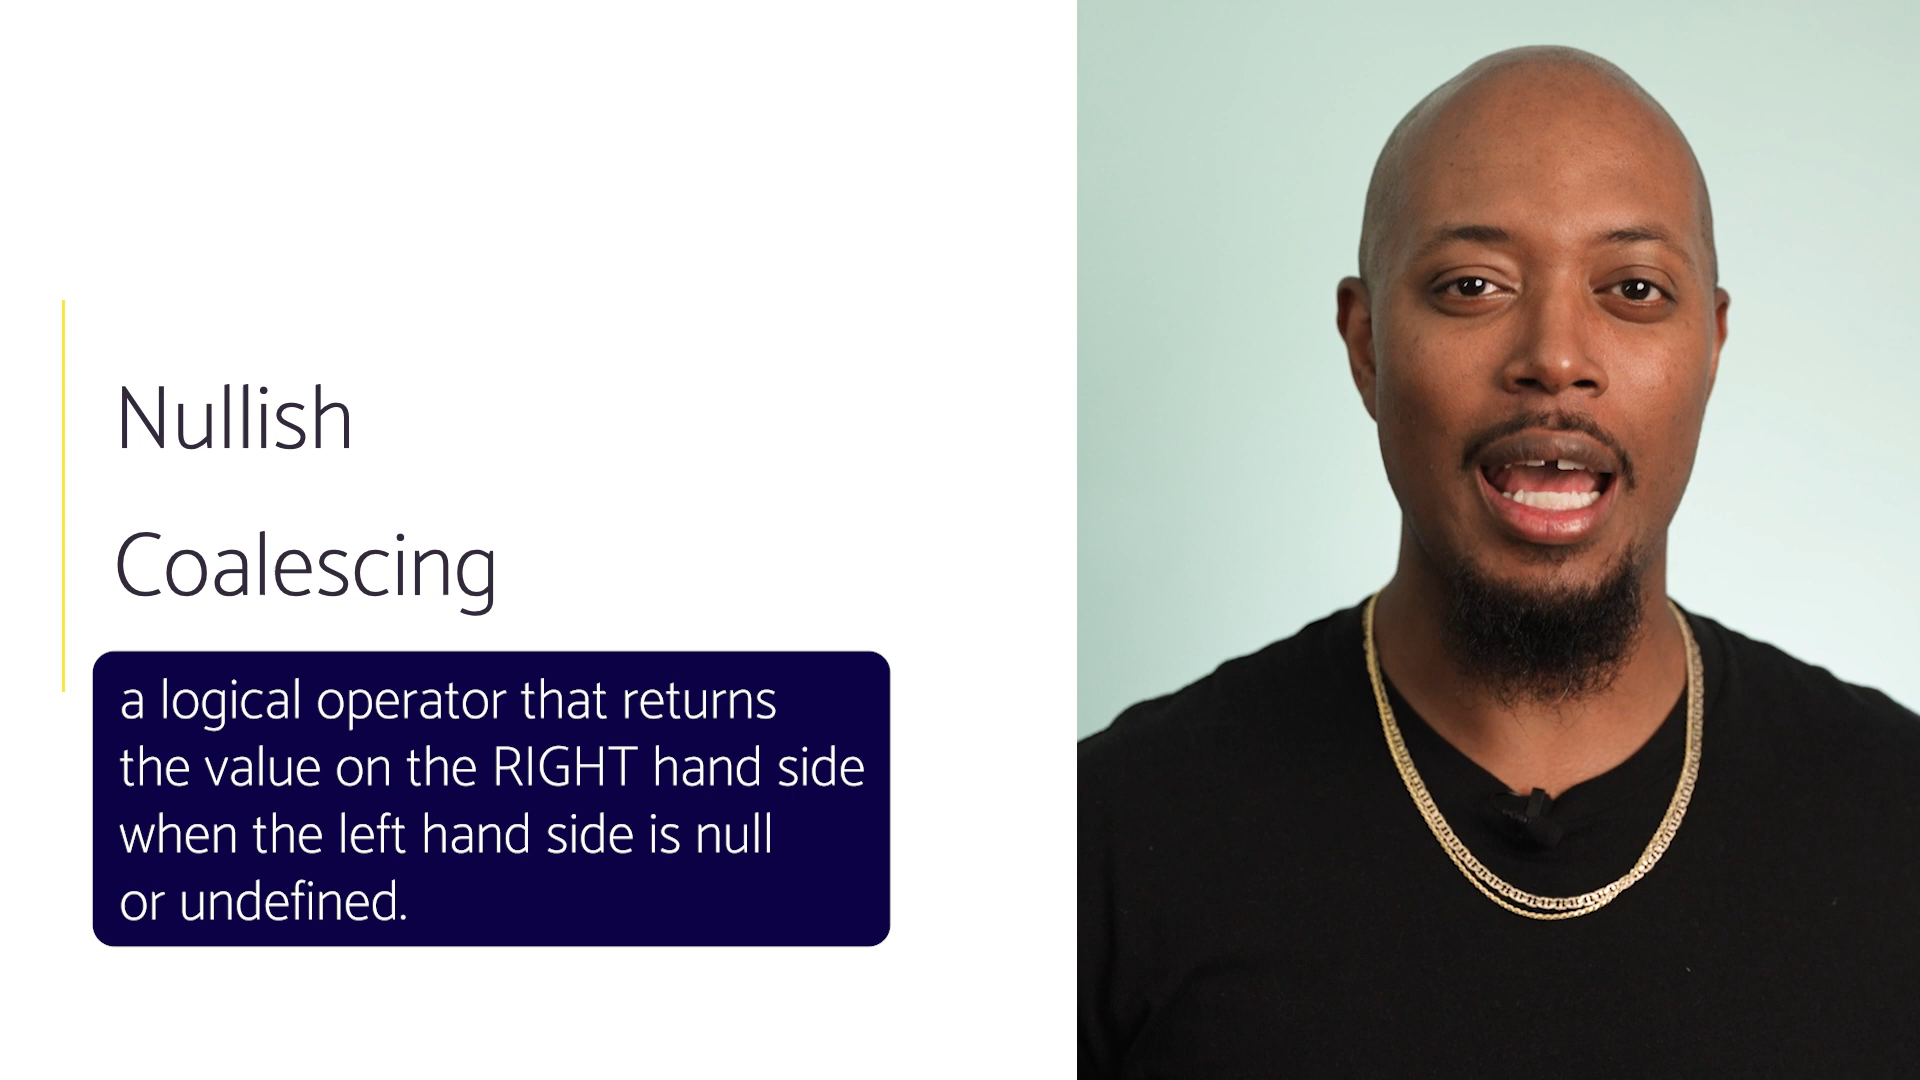 Nullish
Coalescing
a logical operator that returns
the value on the RIGHT hand side
when the left hand side is null
or undefined.